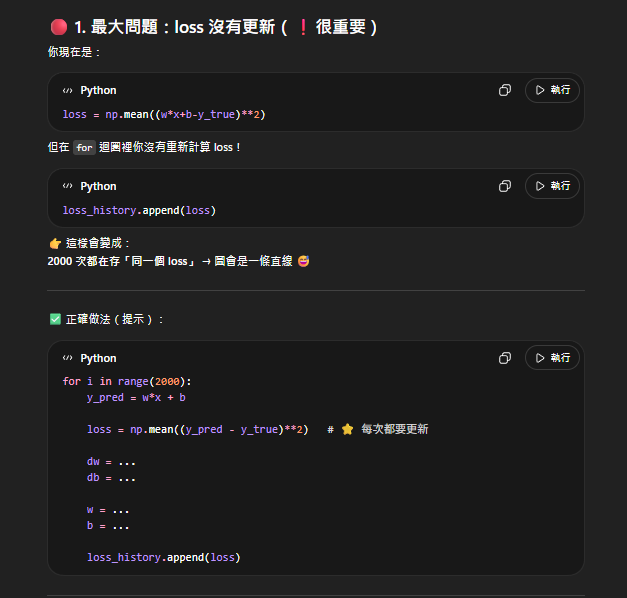 🔴 1. 最大問題：loss 沒有更新（❗很重要）
你現在是：
Python
執行
loss = np.mean((w*x+b-y_true)**2)
但在 for 迴圈裡你沒有重新計算 loss！
Python
執行
loss_history.append(loss)
👉 這樣會變成：
2000 次都在存「同一個 loss」 → 圖會是一條直線 😅
✅ 正確做法（提示）：
Python
執行
for i in range(2000):
    y_pred = w*x + b
    loss = np.mean((y_pred - y_true)**2)   # ⭐ 每次都要更新
    dw = ...
    db = ...
    w = ...
    b = ...
    loss_history.append(loss)